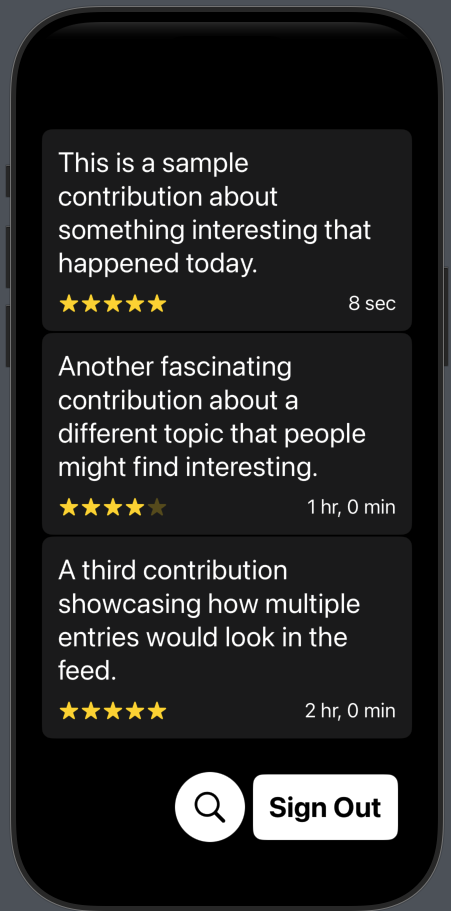 This is a sample
contribution about
something interesting that
happened today.
8 sec
Another fascinating
contribution about a
different topic that people
might find interesting.
1 hr, 0 min
A third contribution
showcasing how multiple
entries would look in the
feed.
2 hr, 0 min
Sign Out